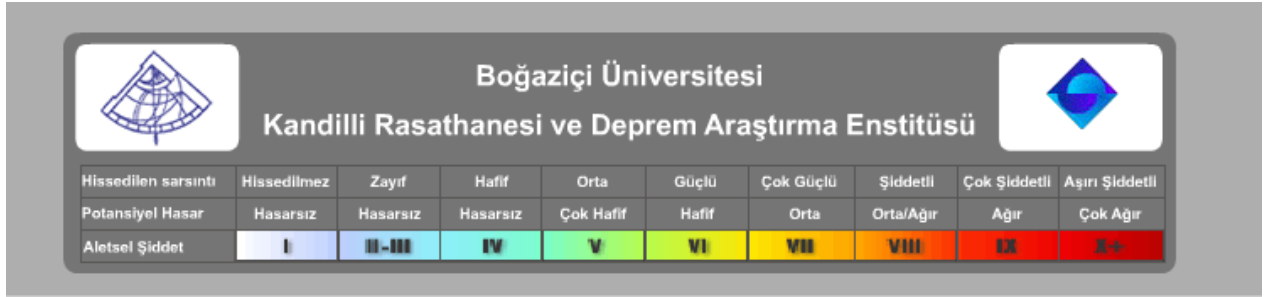 Boğaziçi Üniversitesi
Kandilli Rasathanesi ve Deprem Araştırma Enstitüsü
Hissedilen sarsıntı Hissedilmez Zayıf Hafif Orta Güçlü Çok Güçlü Şiddetli Çok Şiddetli Aşırı Şiddetli
Potansiyel Hasar Hasarsız Hasarsız Hasarsız Çok Hafif Hafif Orta Orta/Ağır Ağır Çok Ağır
Aletsel Şiddet I II-III IV V VI VII VIII IX X+